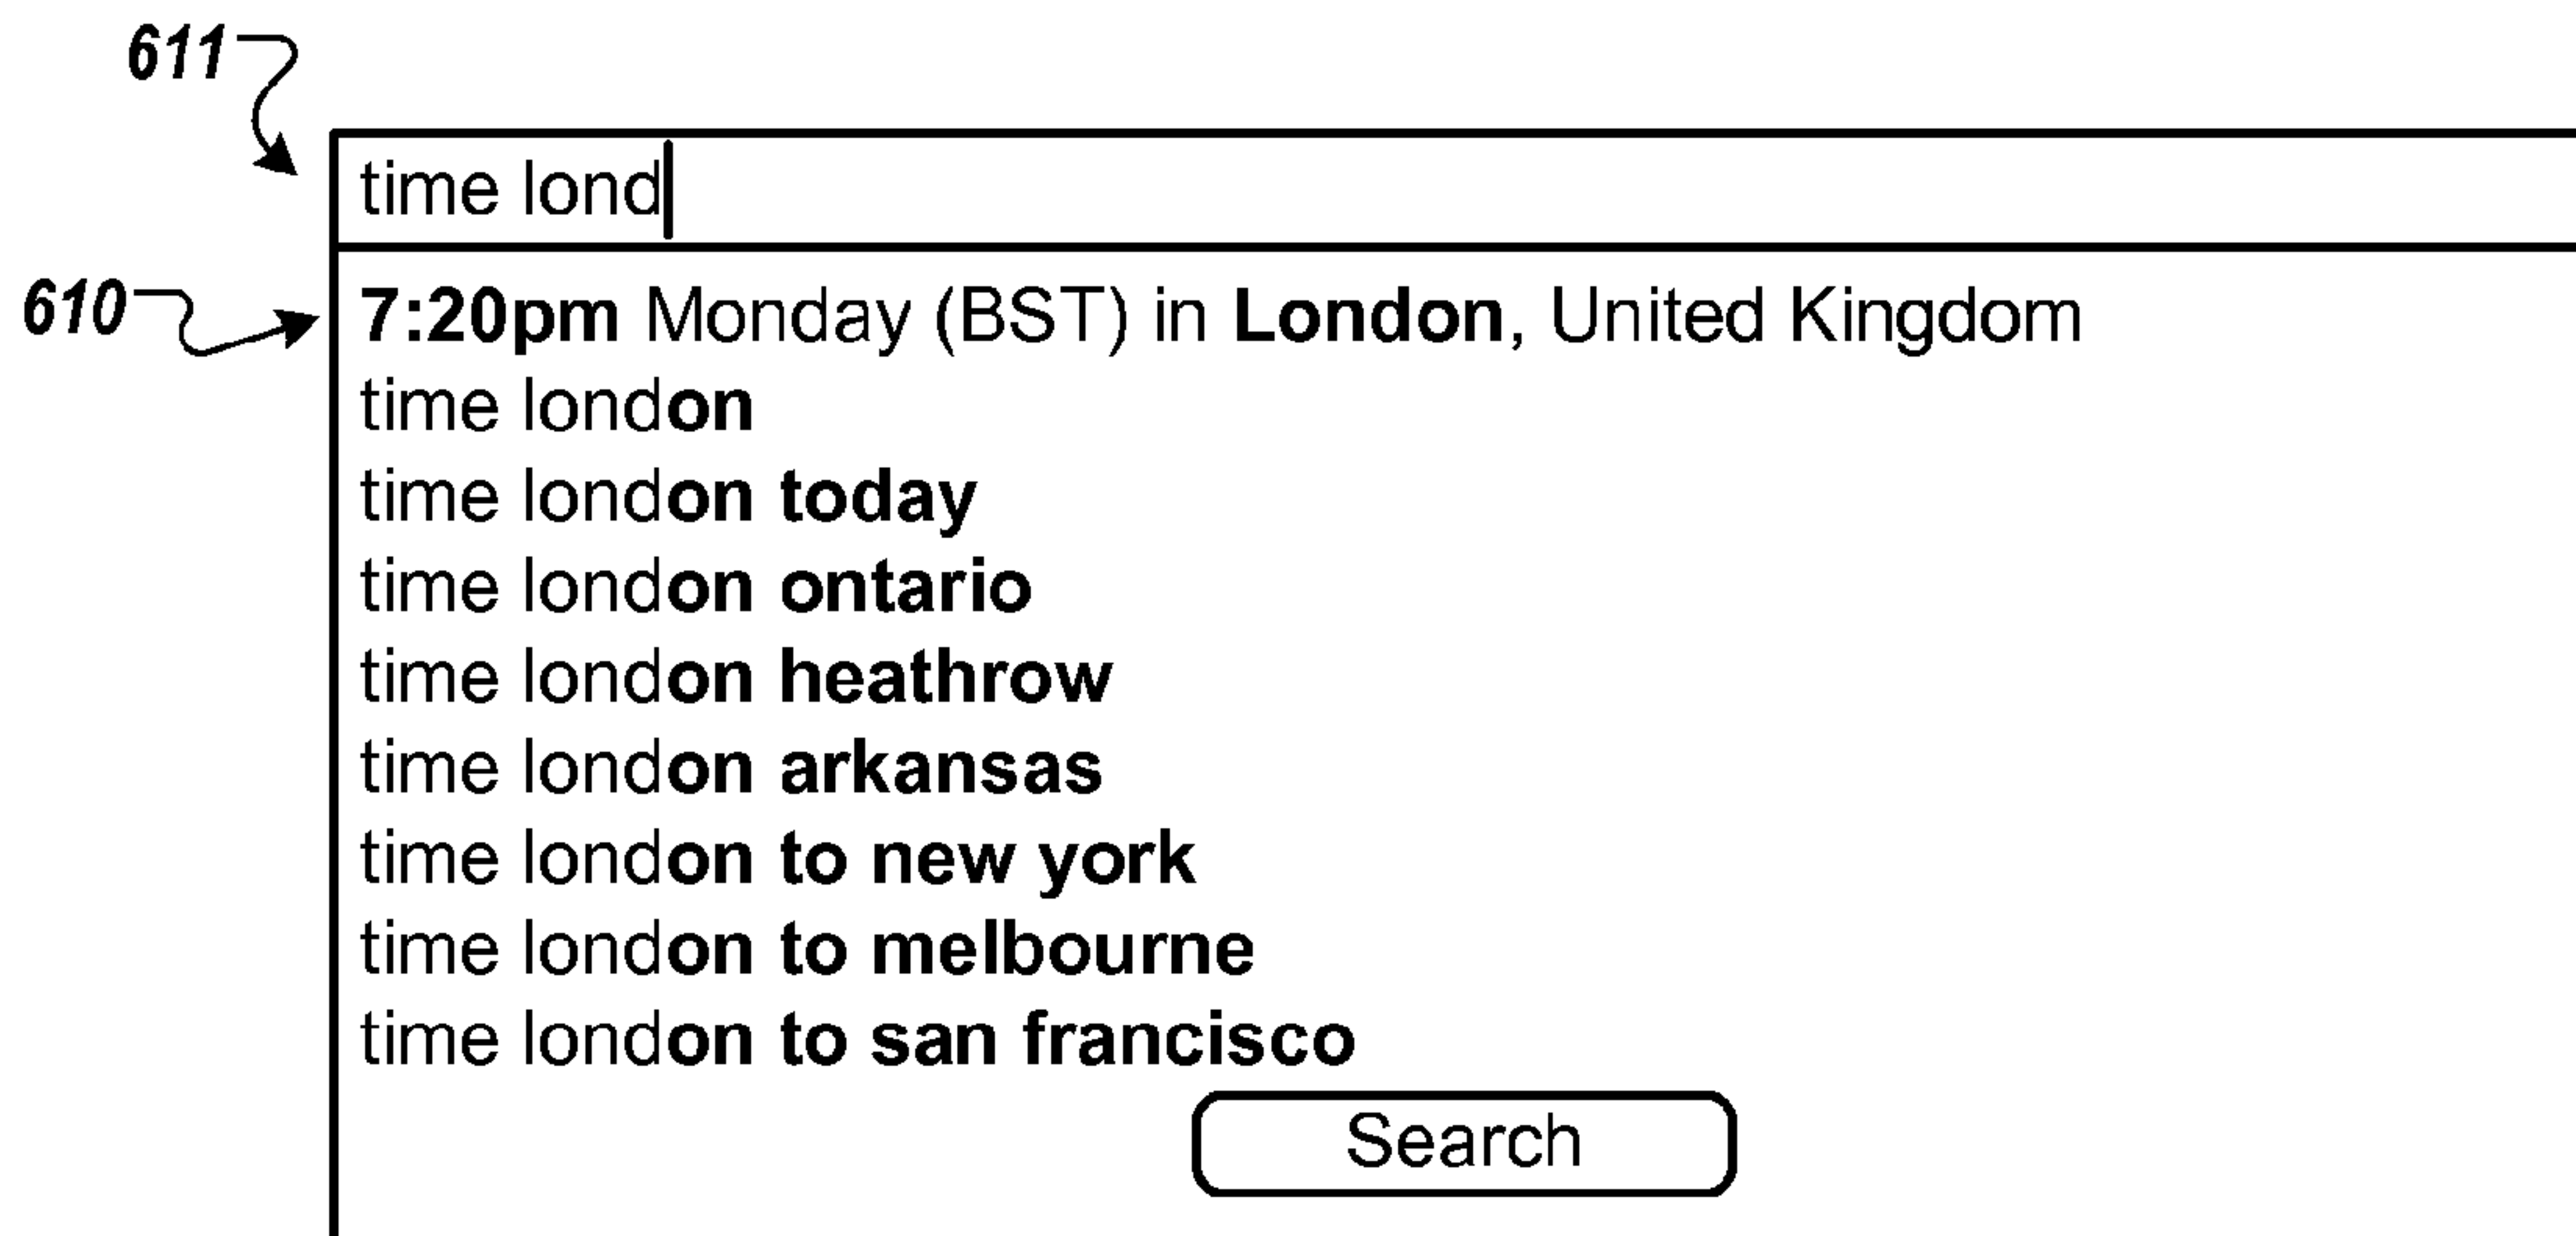 611
time lond
610
7:20pm Monday (BST) in London, United Kingdom
time london
time london today
time london ontario
time london heathrow
time london arkansas
time london to new york
time london to melbourne
time london to san francisco
Search